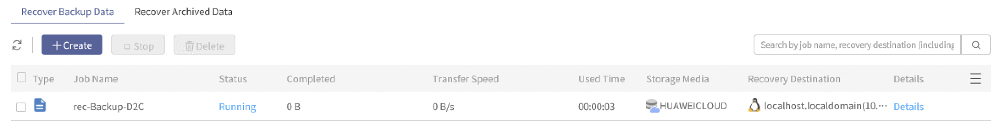 Recover Backup Data Recover Archived Data
Create Stop Delete Search by job name, recovery destination (including
Type Job Name Status Completed Transfer Speed Used Time Storage Media Recovery Destination Details
rec-Backup-D2C Running 0 B 0 B/s 00:00:03 HUAWEICLOUD localhost.localdomain(10.··· Details